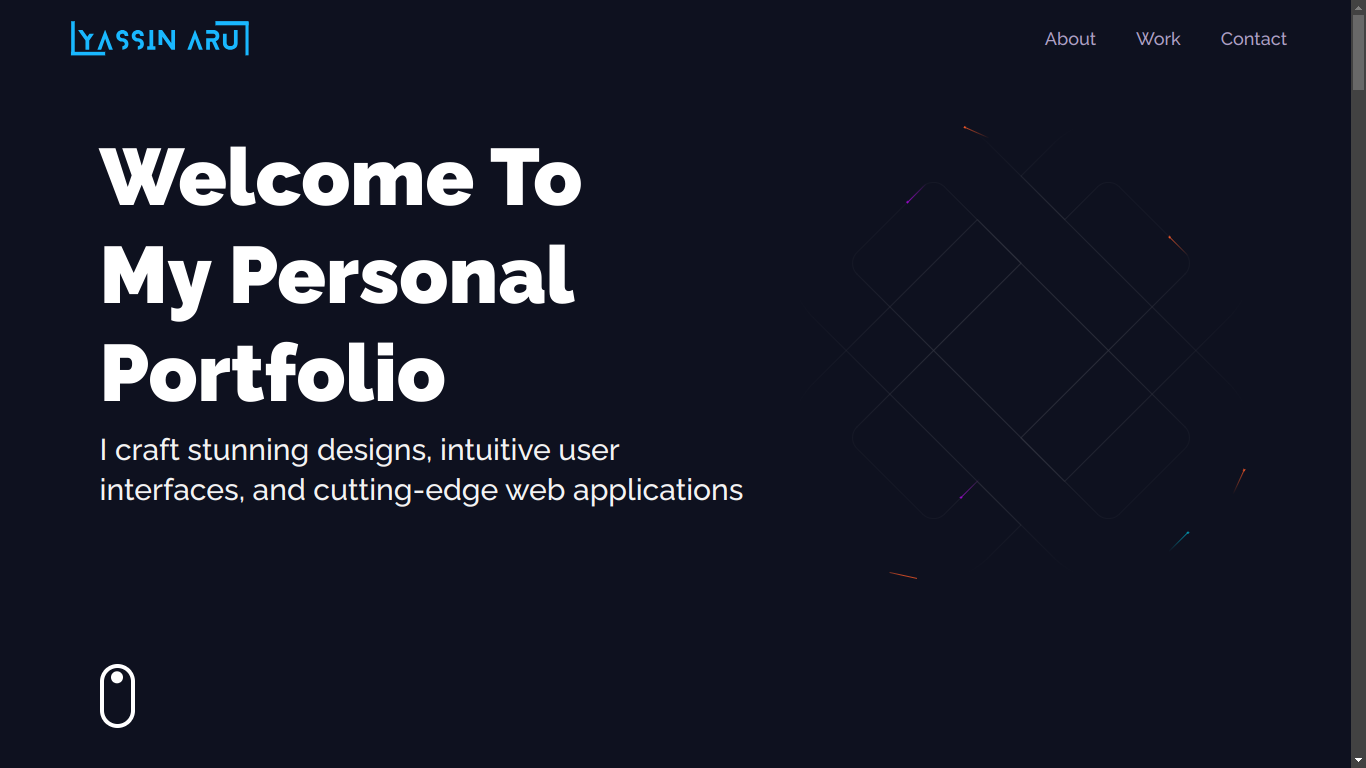 YASSIN ARU
About
Work
Contact
Welcome To
My Personal
Portfolio
I craft stunning designs, intuitive user
interfaces, and cutting-edge web applications